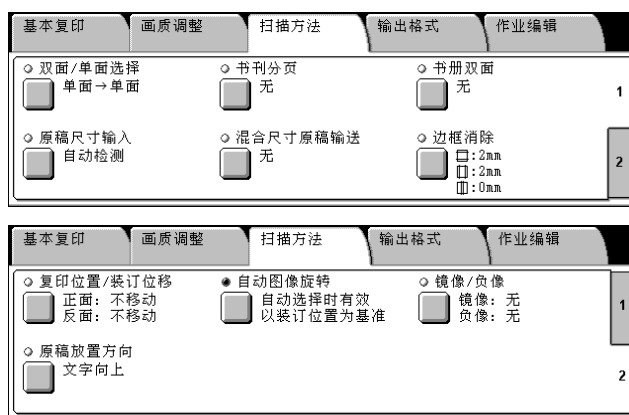 基本复印 画质调整 扫描方法 输出格式 作业编辑
双面/单面选择 书刊分页 书册双面
单面→单面 无 无
1
原稿尺寸输入 混合尺寸原稿输送 边框消除
自动检测 无 :2mm
:2mm
:0mm
2
基本复印 画质调整 扫描方法 输出格式 作业编辑
复印位置/装订位移 自动图像旋转 镜像/负像
正面: 不移动 自动选择时有效 镜像: 无
反面: 不移动 以装订位置为基准 负像: 无
1
原稿放置方向
文字向上
2